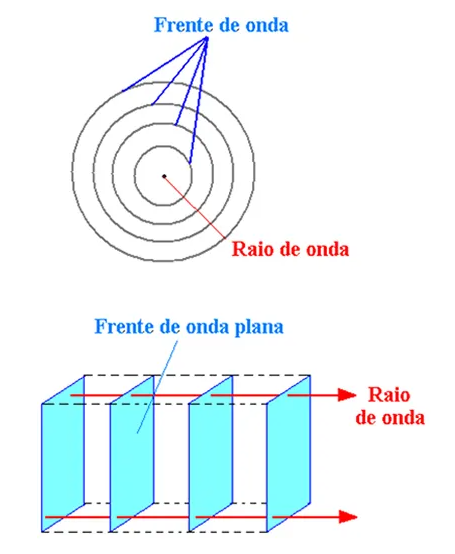 Frente de onda
Raio de onda
Frente de onda plana
Raio
de onda